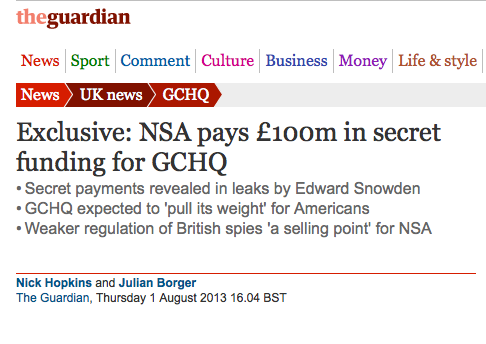 theguardian
News Sport Comment Culture Business Money Life & style
News UK news GCHQ
Exclusive: NSA pays £100m in secret
funding for GCHQ
• Secret payments revealed in leaks by Edward Snowden
• GCHQ expected to 'pull its weight' for Americans
• Weaker regulation of British spies 'a selling point' for NSA
Nick Hopkins and Julian Borger
The Guardian, Thursday 1 August 2013 16.04 BST